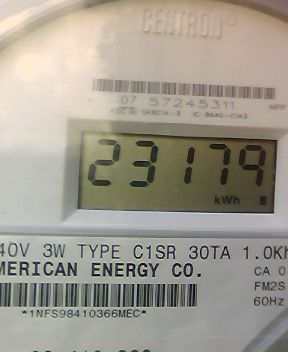 CENTRON®
07 57245311
23179
kWh
40V 3W TYPE C1SR 30TA 1.0Kh
MERICAN ENERGY CO.
CA 0
FM2S
60Hz
*1NFS98410366MEC*